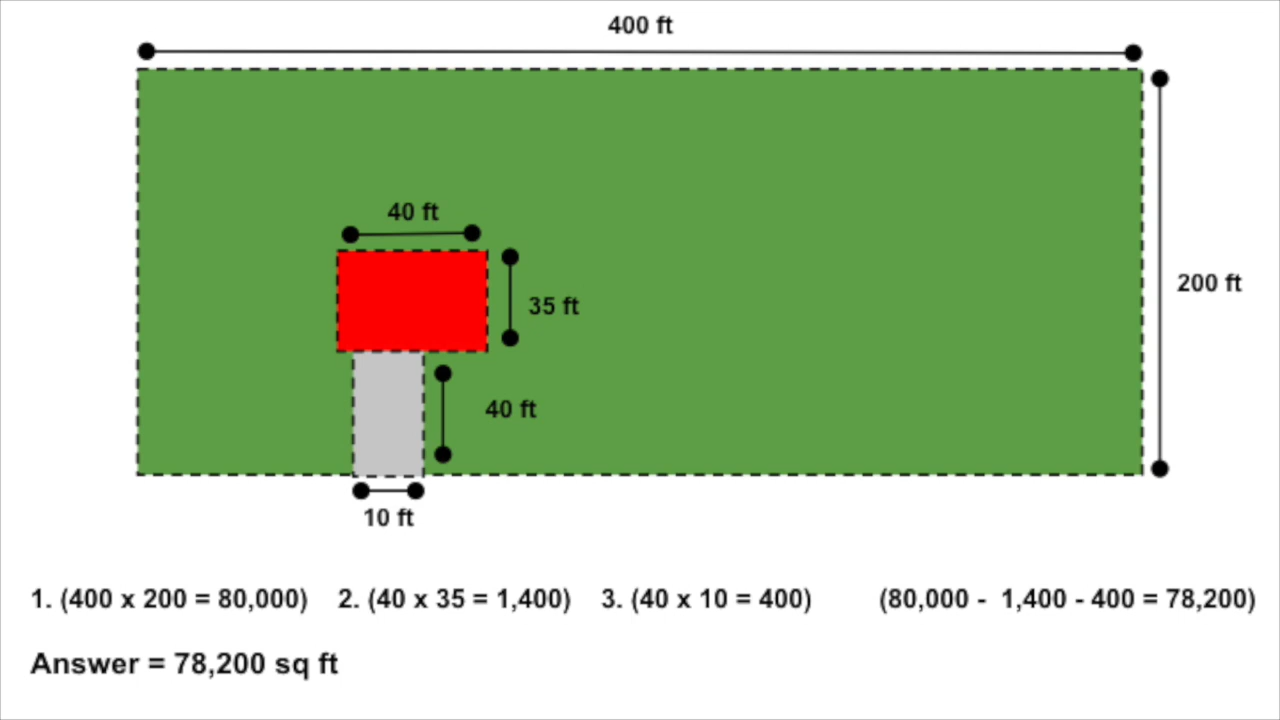 400 ft
40 ft
200 ft
35 ft
40 ft
10 ft
1. (400 x 200 = 80,000) 2. (40 x 35 = 1,400) 3. (40 x 10 = 400) (80,000 - 1,400 - 400 = 78,200)
Answer = 78,200 sq ft